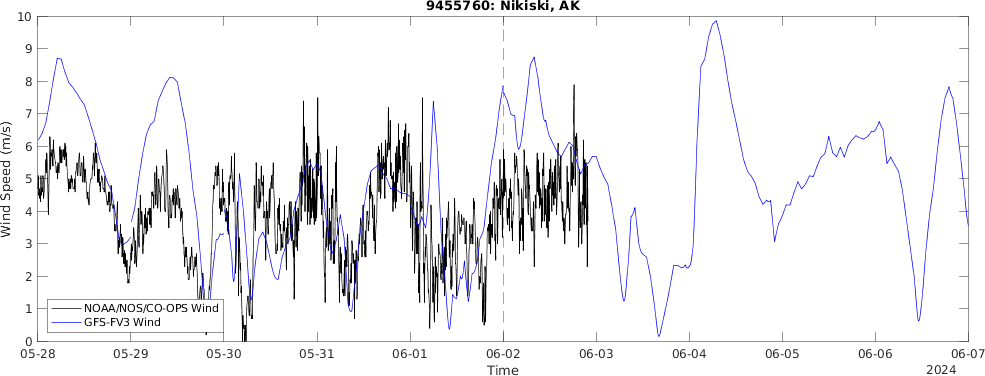 9455760: Nikiski, AK
Wind Speed (m/s)
10
9
8
7
6
5
4
3
2
1
0
NOAA/NOS/CO-OPS Wind
GFS-FV3 Wind
05-28 05-29 05-30 05-31 06-01 06-02 06-03 06-04 06-05 06-06 06-07
Time
2024